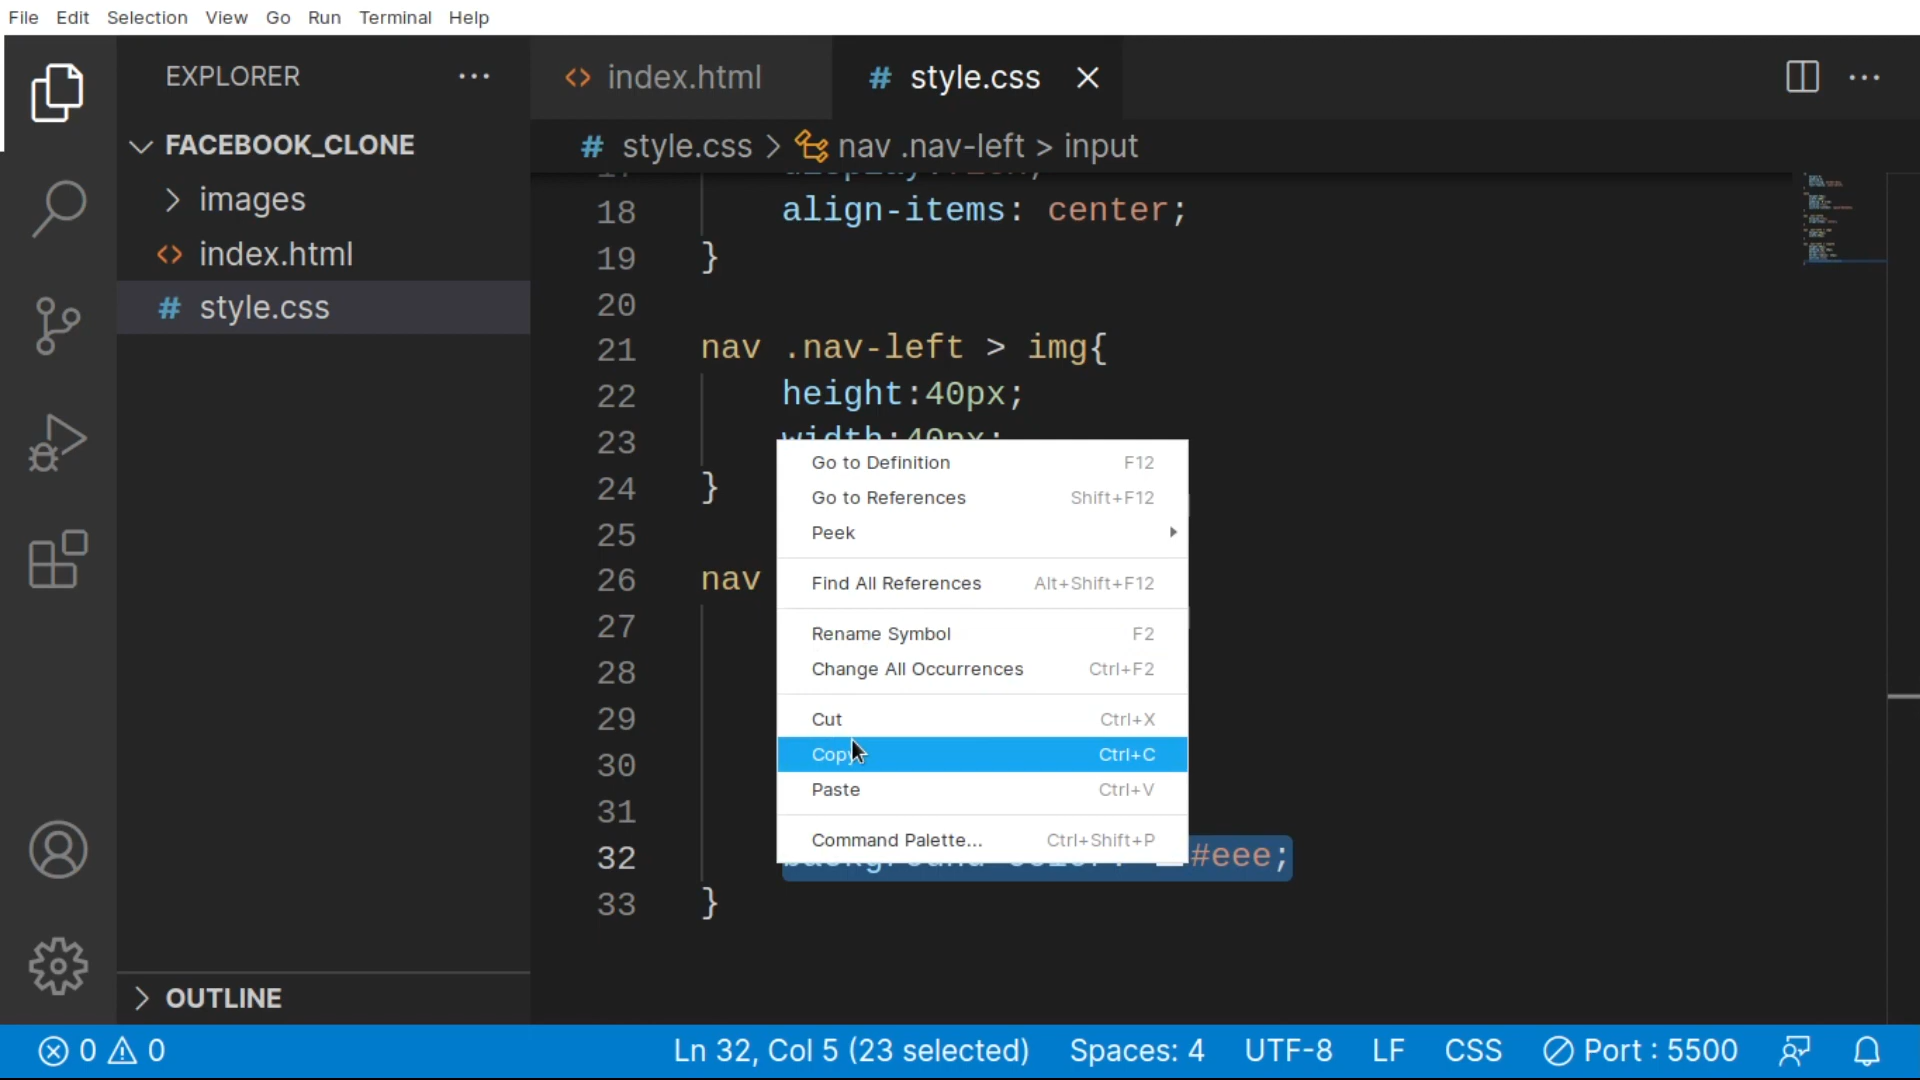 File Edit Selection View Go Run Terminal Help
EXPLORER
FACEBOOK_CLONE
images
index.html
style.css
OUTLINE
index.html
style.css
style.css > nav .nav-left > input
18 align-items: center;
19 }
20
21 nav .nav-left > img{
22 height:40px;
23 width:40px;
24 }
25
26 nav
27
28
29
30
31
32 background-color: #eee;
33 }
Go to Definition F12
Go to References Shift+F12
Peek
Find All References Alt+Shift+F12
Rename Symbol F2
Change All Occurrences Ctrl+F2
Cut Ctrl+X
Copy Ctrl+C
Paste Ctrl+V
Command Palette... Ctrl+Shift+P
0 0 Ln 32, Col 5 (23 selected) Spaces: 4 UTF-8 LF CSS Port : 5500